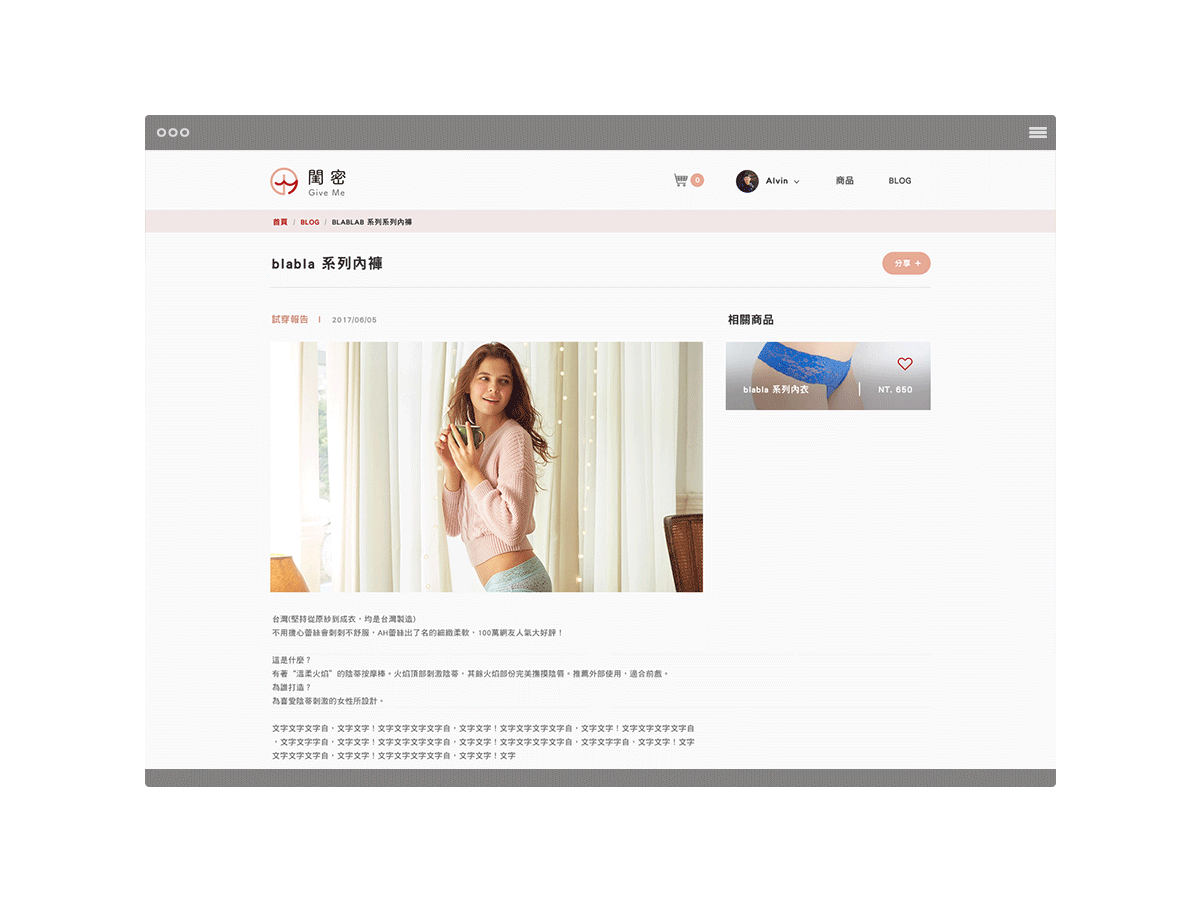 閨密
Give Me
0
Alvin
商品
BLOG
首頁 / BLOG / BLABLAB 系列系列內褲
blabla 系列內褲
分享 +
試穿報告 | 2017/06/05
相關商品
blabla 系列內衣 | NT. 650
台灣(堅持從原紗到成衣，均是台灣製造)
不用擔心蕾絲會刺刺不舒服，AH蕾絲出了名的細緻柔軟，100萬網友人氣大好評！
這是什麼？
有著“溫柔火焰”的陰蒂按摩棒。火焰頂部刺激陰蒂，其餘火焰部份完美撫摸陰唇。推薦外部使用，適合前戲。
為誰打造？
為喜愛陰蒂刺激的女性所設計。
文字文字文字自，文字文字！文字文字文字文字自，文字文字！文字文字文字文字自，文字文字！文字文字文字文字自
，文字文字字自，文字文字！文字文字文字文字自，文字文字！文字文字文字文字自，文字文字字自，文字文字！文字
文字文字文字自，文字文字！文字文字文字文字自，文字文字！文字